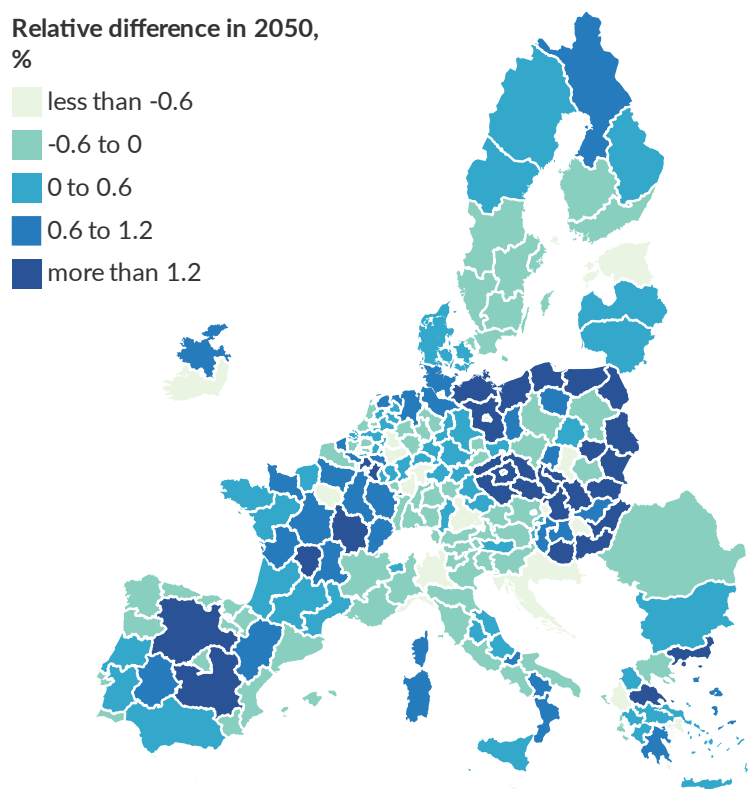 Relative difference in 2050,
%
less than -0.6
-0.6 to 0
0 to 0.6
0.6 to 1.2
more than 1.2